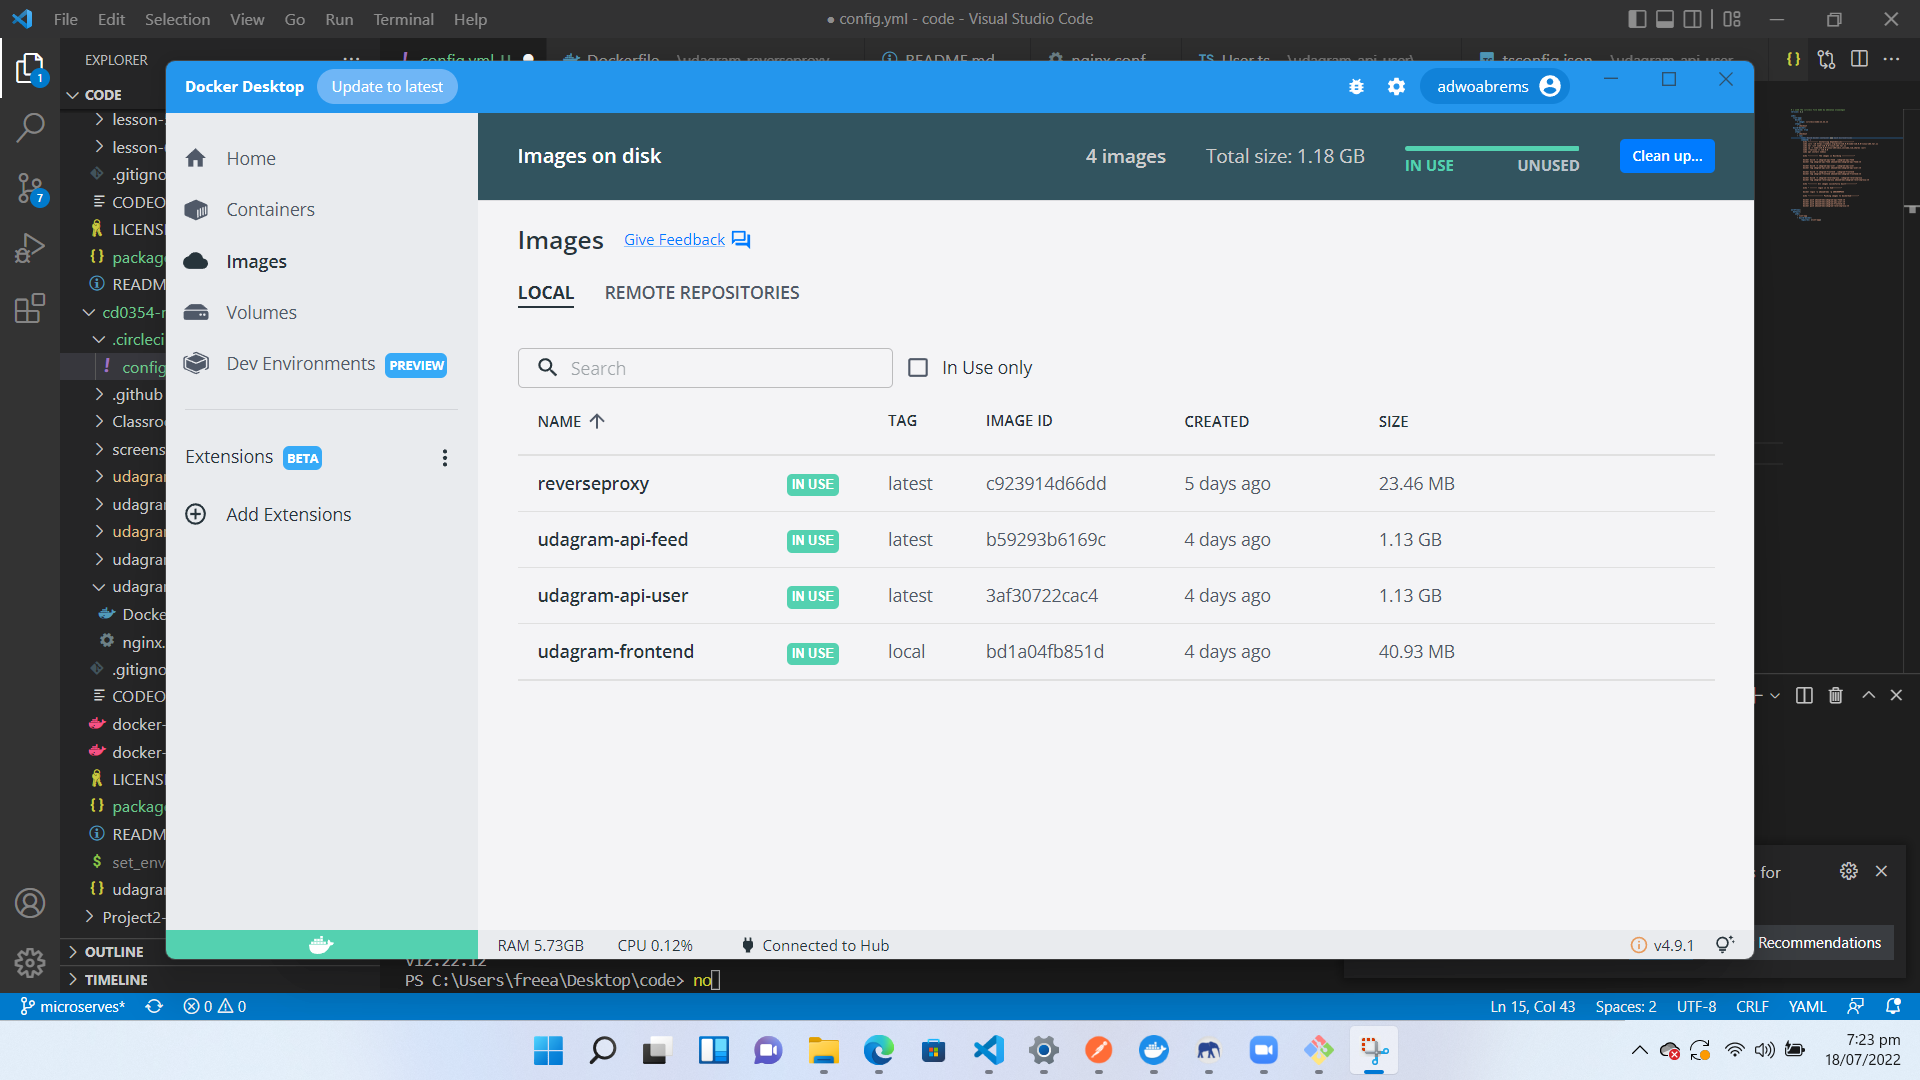 File Edit Selection View Go Run Terminal Help
● config.yml - code - Visual Studio Code
EXPLORER
1
CODE
lesson-
lesson-
.gitigno
7
CODEO
LICENS
packag
READM
cd0354-
.circleci
config
.github
Classro
screens
udagra
udagra
udagra
udagra
udagra
Docke
nginx.
.gitigno
CODEO
docker-
docker-
LICENS
packag
READM
set_env
udagra
Project2-
OUTLINE
TIMELINE
Docker Desktop
Update to latest
adwoabrems
Home
Containers
Images
Volumes
Dev Environments PREVIEW
Extensions BETA
Add Extensions
Images on disk
4 images
Total size: 1.18 GB
IN USE
UNUSED
Clean up...
Images
Give Feedback
LOCAL
REMOTE REPOSITORIES
Search
In Use only
NAME TAG IMAGE ID CREATED SIZE
reverseproxy IN USE latest c923914d66dd 5 days ago 23.46 MB
udagram-api-feed IN USE latest b59293b6169c 4 days ago 1.13 GB
udagram-api-user IN USE latest 3af30722cac4 4 days ago 1.13 GB
udagram-frontend IN USE local bd1a04fb851d 4 days ago 40.93 MB
RAM 5.73GB CPU 0.12% Connected to Hub
v4.9.1
for
Recommendations
v12.22.12
PS C:\Users\freea\Desktop\code> no
microserves* 0 0
Ln 15, Col 43 Spaces: 2 UTF-8 CRLF YAML
7:23 pm
18/07/2022